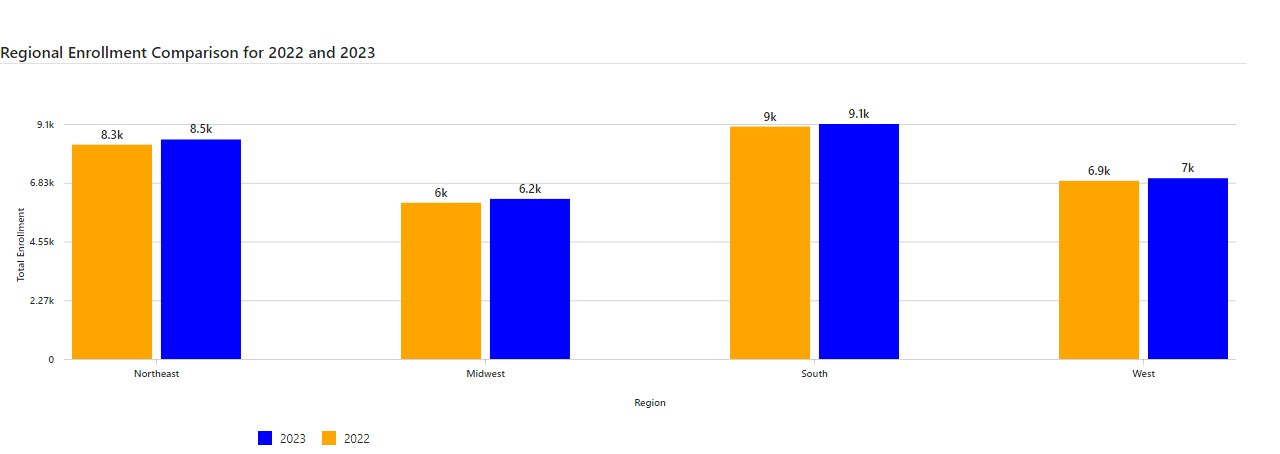 Regional Enrollment Comparison for 2022 and 2023
9.1k
6.83k
4.55k
2.27k
0
Total Enrollment
8.3k
8.5k
6k
6.2k
9k
9.1k
6.9k
7k
Northeast
Midwest
South
West
Region
2023
2022